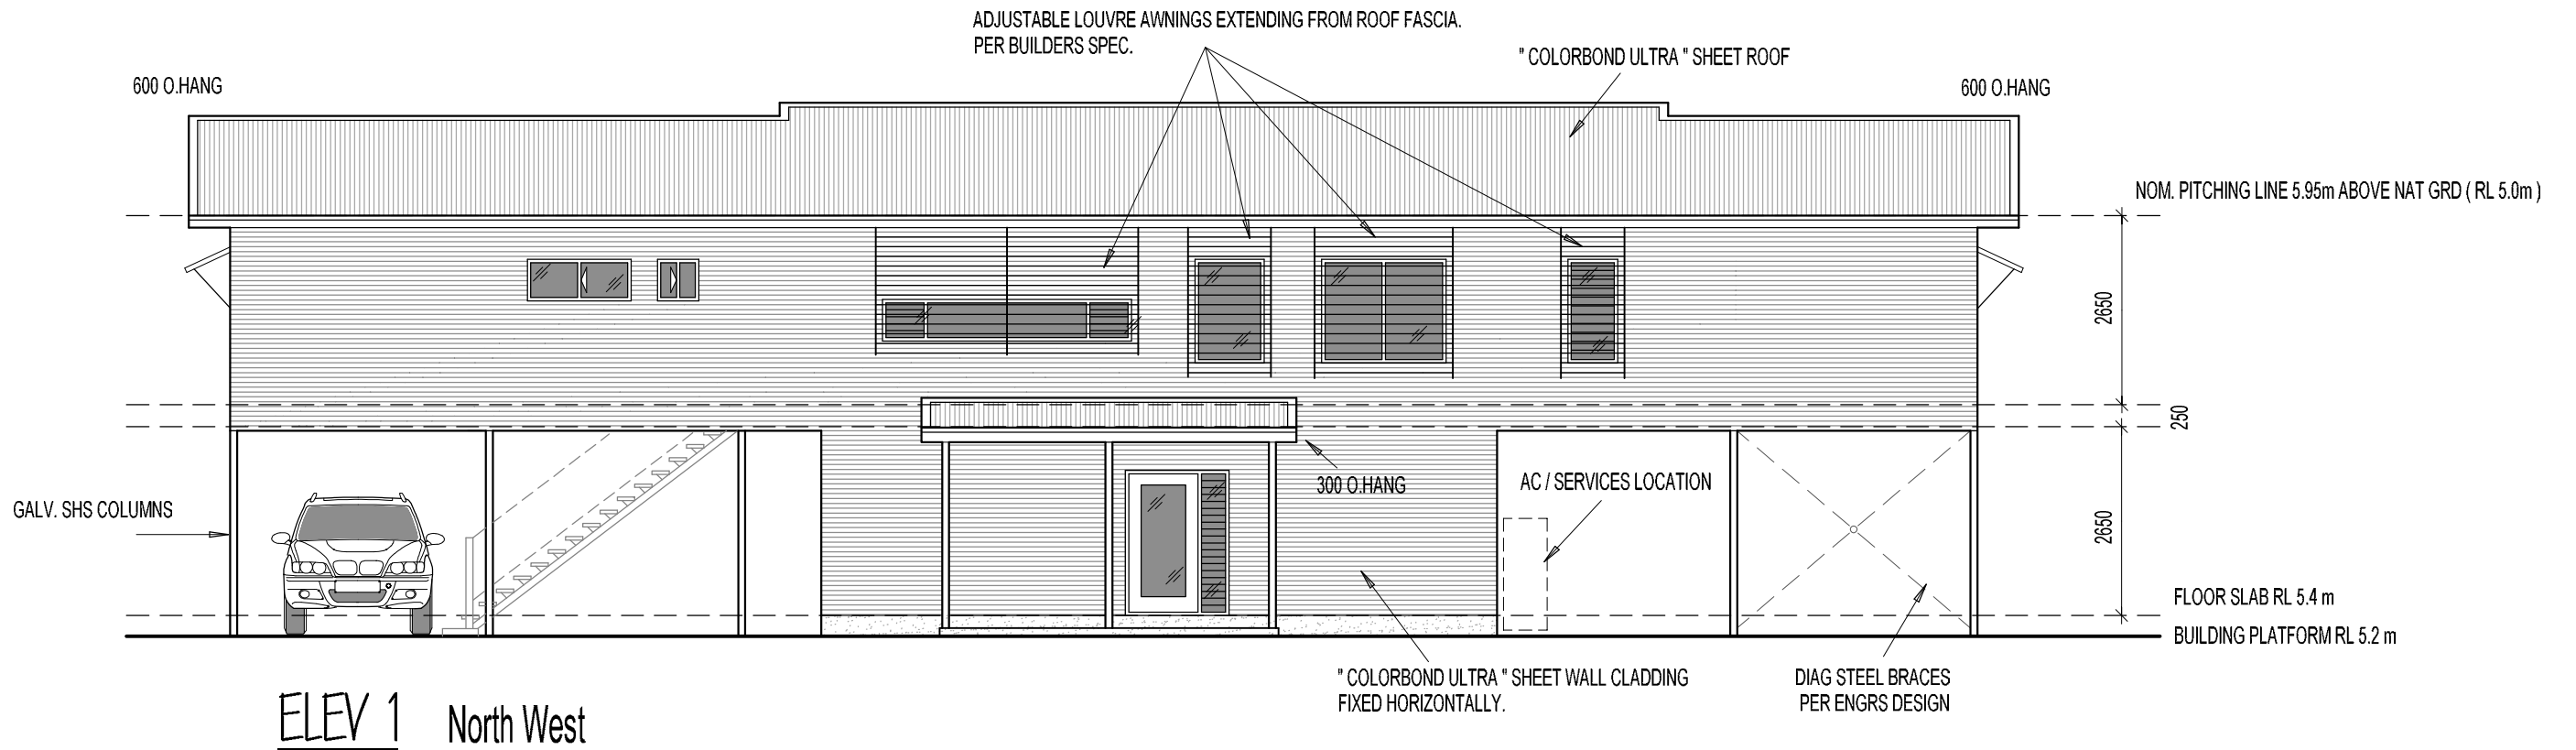 ADJUSTABLE LOUVRE AWNINGS EXTENDING FROM ROOF FASCIA.
PER BUILDERS SPEC.
" COLORBOND ULTRA " SHEET ROOF
600 O.HANG
600 O.HANG
NOM. PITCHING LINE 5.95m ABOVE NAT GRD ( RL 5.0m )
2650
250
2650
300 O.HANG
AC / SERVICES LOCATION
GALV. SHS COLUMNS
FLOOR SLAB RL 5.4 m
BUILDING PLATFORM RL 5.2 m
" COLORBOND ULTRA " SHEET WALL CLADDING
FIXED HORIZONTALLY.
DIAG STEEL BRACES
PER ENGRS DESIGN
ELEV 1 North West